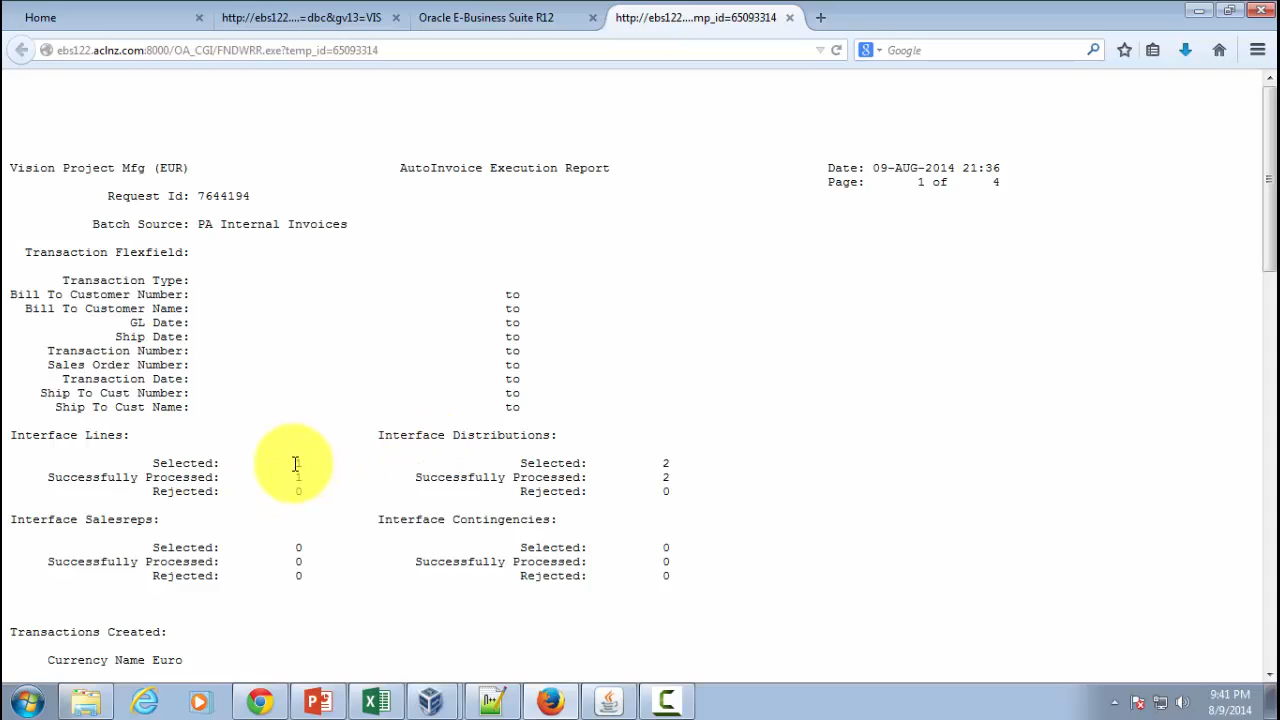 Home
http://ebs122....=dbc&gv13=VIS
Oracle E-Business Suite R12
http://ebs122....mp_id=65093314
ebs122.aclnz.com:8000/OA_CGI/FNDWRR.exe?temp_id=65093314
Google
Vision Project Mfg (EUR) AutoInvoice Execution Report Date: 09-AUG-2014 21:36
Page: 1 of 4
Request Id: 7644194
Batch Source: PA Internal Invoices
Transaction Flexfield:
Transaction Type:
Bill To Customer Number: to
Bill To Customer Name: to
GL Date: to
Ship Date: to
Transaction Number: to
Sales Order Number: to
Transaction Date: to
Ship To Cust Number: to
Ship To Cust Name: to
Interface Lines: Interface Distributions:
Selected: 1 Selected: 2
Successfully Processed: 1 Successfully Processed: 2
Rejected: 0 Rejected: 0
Interface Salesreps: Interface Contingencies:
Selected: 0 Selected: 0
Successfully Processed: 0 Successfully Processed: 0
Rejected: 0 Rejected: 0
Transactions Created:
Currency Name Euro
9:41 PM
8/9/2014